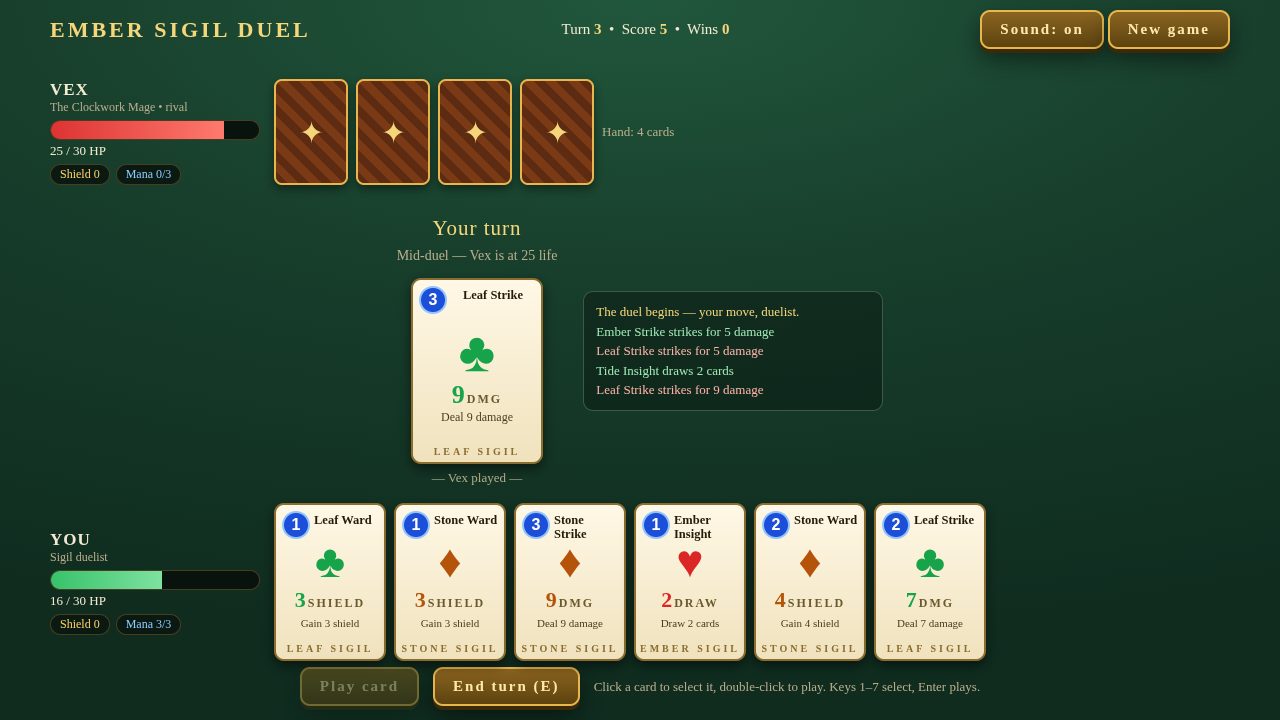 EMBER SIGIL DUEL
Turn 3 • Score 5 • Wins 0
Sound: on
New game
VEX
The Clockwork Mage • rival
25 / 30 HP
Shield 0
Mana 0/3
Hand: 4 cards
Your turn
Mid-duel — Vex is at 25 life
3
Leaf Strike
9 DMG
Deal 9 damage
LEAF SIGIL
— Vex played —
The duel begins — your move, duelist.
Ember Strike strikes for 5 damage
Leaf Strike strikes for 5 damage
Tide Insight draws 2 cards
Leaf Strike strikes for 9 damage
YOU
Sigil duelist
16 / 30 HP
Shield 0
Mana 3/3
1
Leaf Ward
3 SHIELD
Gain 3 shield
LEAF SIGIL
1
Stone Ward
3 SHIELD
Gain 3 shield
STONE SIGIL
3
Stone
Strike
9 DMG
Deal 9 damage
STONE SIGIL
1
Ember
Insight
2 DRAW
Draw 2 cards
EMBER SIGIL
2
Stone Ward
4 SHIELD
Gain 4 shield
STONE SIGIL
2
Leaf Strike
7 DMG
Deal 7 damage
LEAF SIGIL
Play card
End turn (E)
Click a card to select it, double-click to play. Keys 1–7 select, Enter plays.